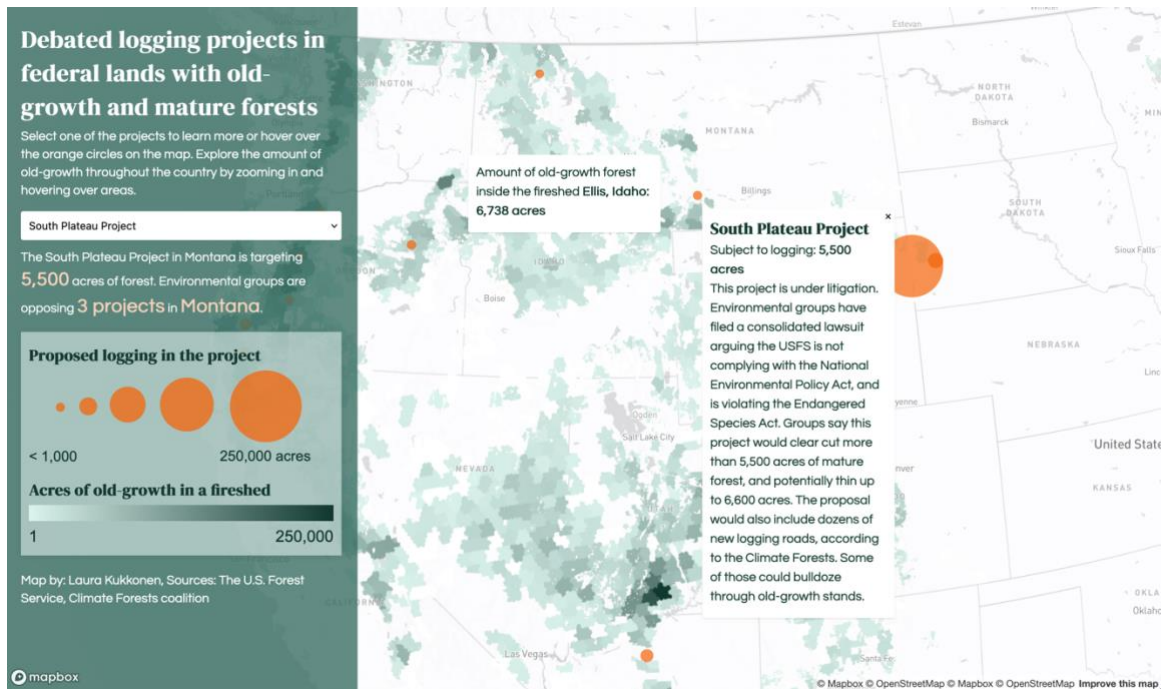 Debated logging projects in
federal lands with old-
growth and mature forests
Select one of the projects to learn more or hover over
the orange circles on the map. Explore the amount of
old-growth throughout the country by zooming in and
hovering over areas.
South Plateau Project
The South Plateau Project in Montana is targeting
5,500 acres of forest. Environmental groups are
opposing 3 projects in Montana.
Proposed logging in the project
< 1,000
250,000 acres
Acres of old-growth in a fireshed
1
250,000
Map by: Laura Kukkonen, Sources: The U.S. Forest
Service, Climate Forests coalition
mapbox
Amount of old-growth forest
inside the fireshed Ellis, Idaho:
6,738 acres
×
South Plateau Project
Subject to logging: 5,500
acres
This project is under litigation.
Environmental groups have
filed a consolidated lawsuit
arguing the USFS is not
complying with the National
Environmental Policy Act, and
is violating the Endangered
Species Act. Groups say this
project would clear cut more
than 5,500 acres of mature
forest, and potentially thin up
to 6,600 acres. The proposal
would also include dozens of
new logging roads, according
to the Climate Forests. Some
of those could bulldoze
through old-growth stands.
Estevan
NORTH
DAKOTA
Bismarck
MONTANA
Billings
SOUTH
DAKOTA
Sioux Falls
IDAHO
Boise
NEBRASKA
Ogden
Salt Lake City
United State
NEVADA
KANSAS
UTAH
Las Vegas
Santa Fe
© Mapbox © OpenStreetMap © Mapbox © OpenStreetMap Improve this map